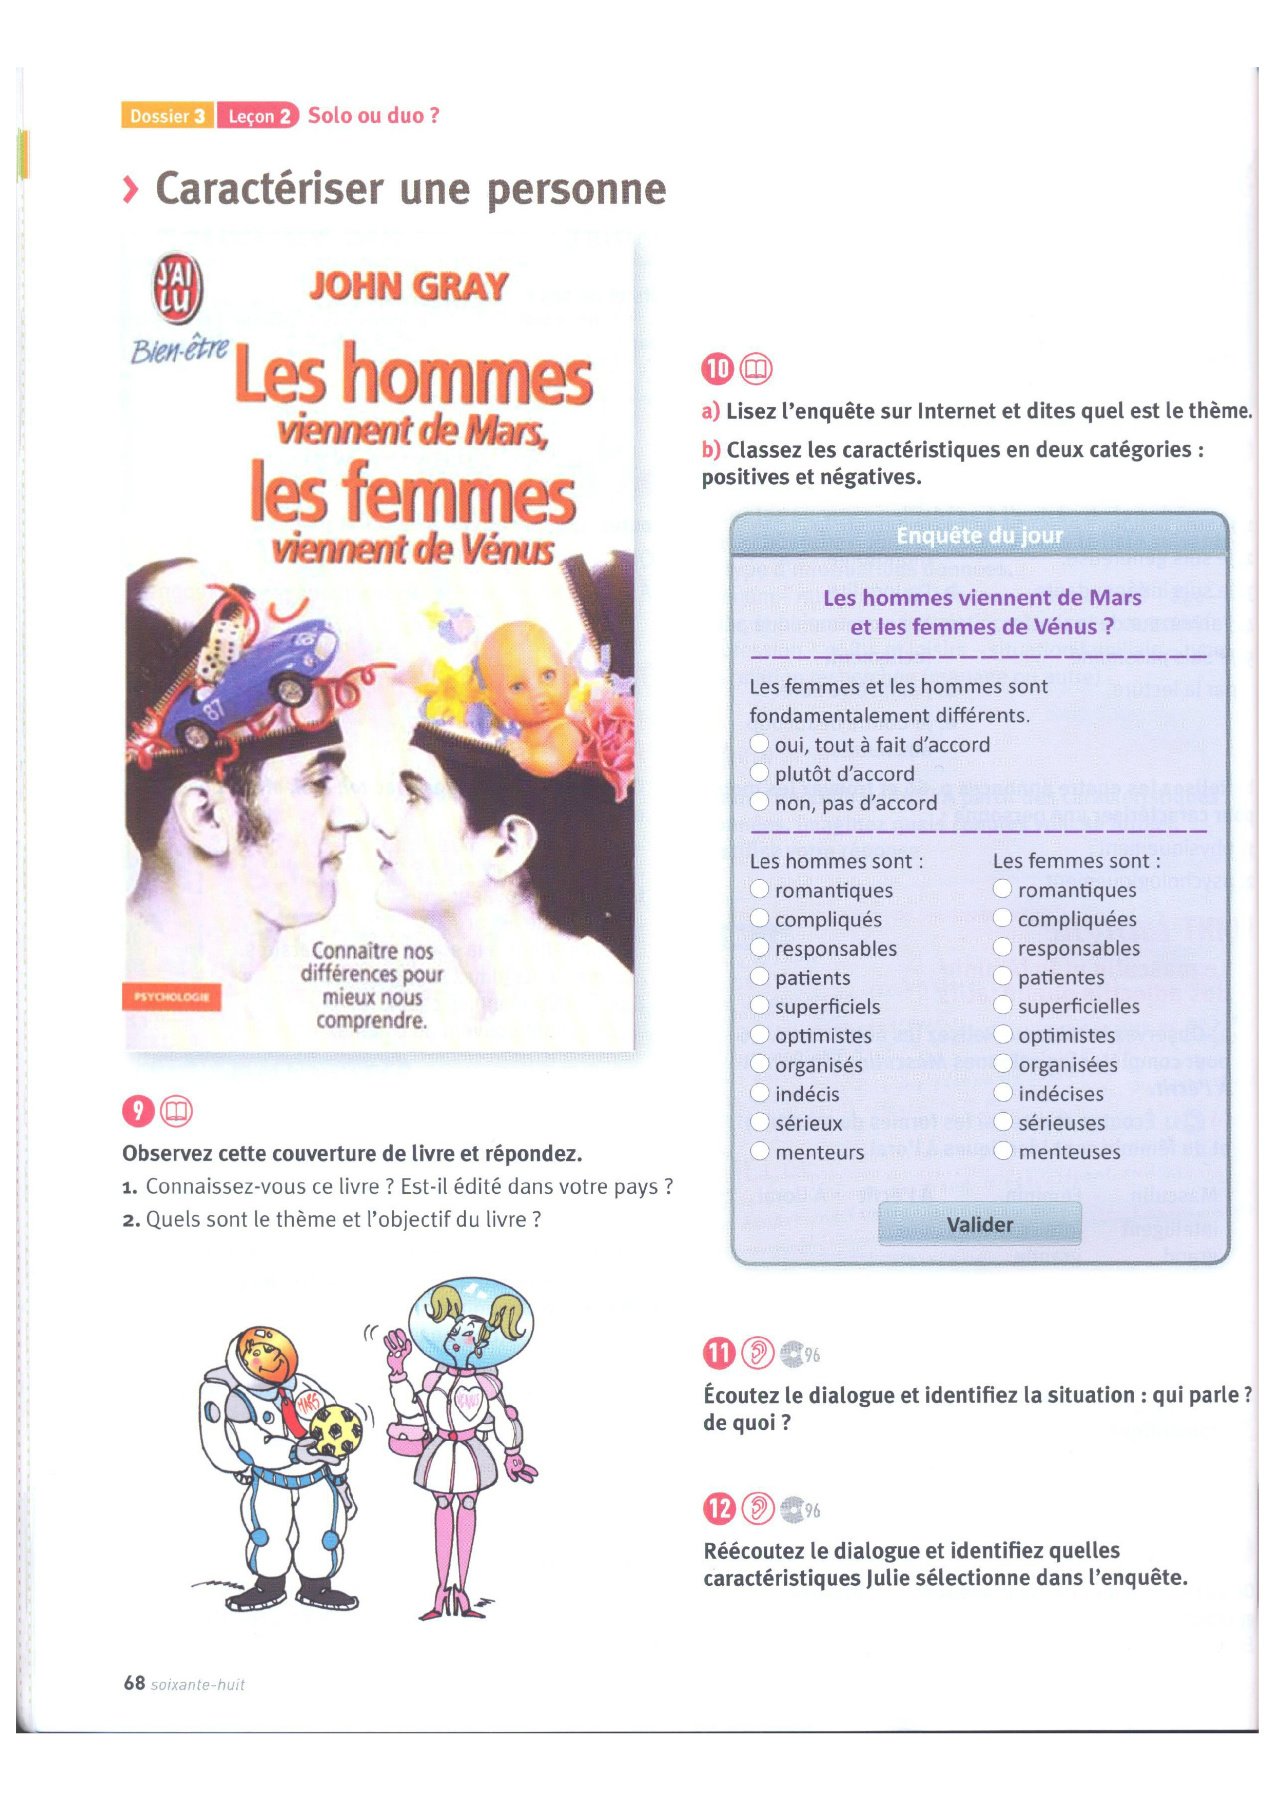 Dossier 3 Leçon 2 Solo ou duo ?
› Caractériser une personne
J'AI
LU
JOHN GRAY
Bien-être
Les hommes
viennent de Mars,
les femmes
viennent de Vénus
87
Connaître nos
différences pour
mieux nous
comprendre.
PSYCHOLOGIE
9
Observez cette couverture de livre et répondez.
1. Connaissez-vous ce livre ? Est-il édité dans votre pays ?
2. Quels sont le thème et l'objectif du livre ?
MARS
VENUS
10
a) Lisez l'enquête sur Internet et dites quel est le thème.
b) Classez les caractéristiques en deux catégories :
positives et négatives.
Enquête du jour
Les hommes viennent de Mars
et les femmes de Vénus ?
Les femmes et les hommes sont
fondamentalement différents.
oui, tout à fait d'accord
plutôt d'accord
non, pas d'accord
Les hommes sont :
romantiques
compliqués
responsables
patients
superficiels
optimistes
organisés
indécis
sérieux
menteurs
Les femmes sont :
romantiques
compliquées
responsables
patientes
superficielles
optimistes
organisées
indécises
sérieuses
menteuses
Valider
11 96
Écoutez le dialogue et identifiez la situation : qui parle ?
de quoi ?
12 96
Réécoutez le dialogue et identifiez quelles
caractéristiques Julie sélectionne dans l'enquête.
68 soixante-huit